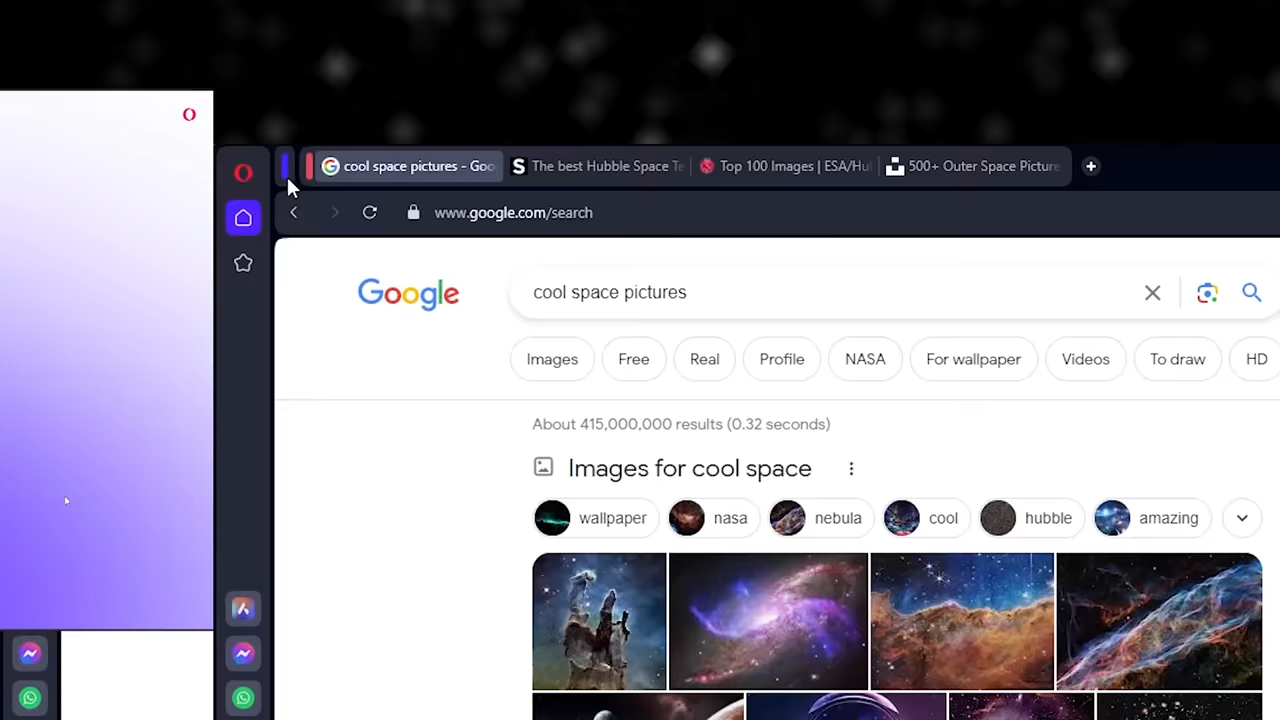 cool space pictures - Goo
The best Hubble Space Te
Top 100 Images | ESA/Hu
500+ Outer Space Picture
www.google.com/search
Google
cool space pictures
Images
Free
Real
Profile
NASA
For wallpaper
Videos
To draw
HD
About 415,000,000 results (0.32 seconds)
Images for cool space
wallpaper
nasa
nebula
cool
hubble
amazing